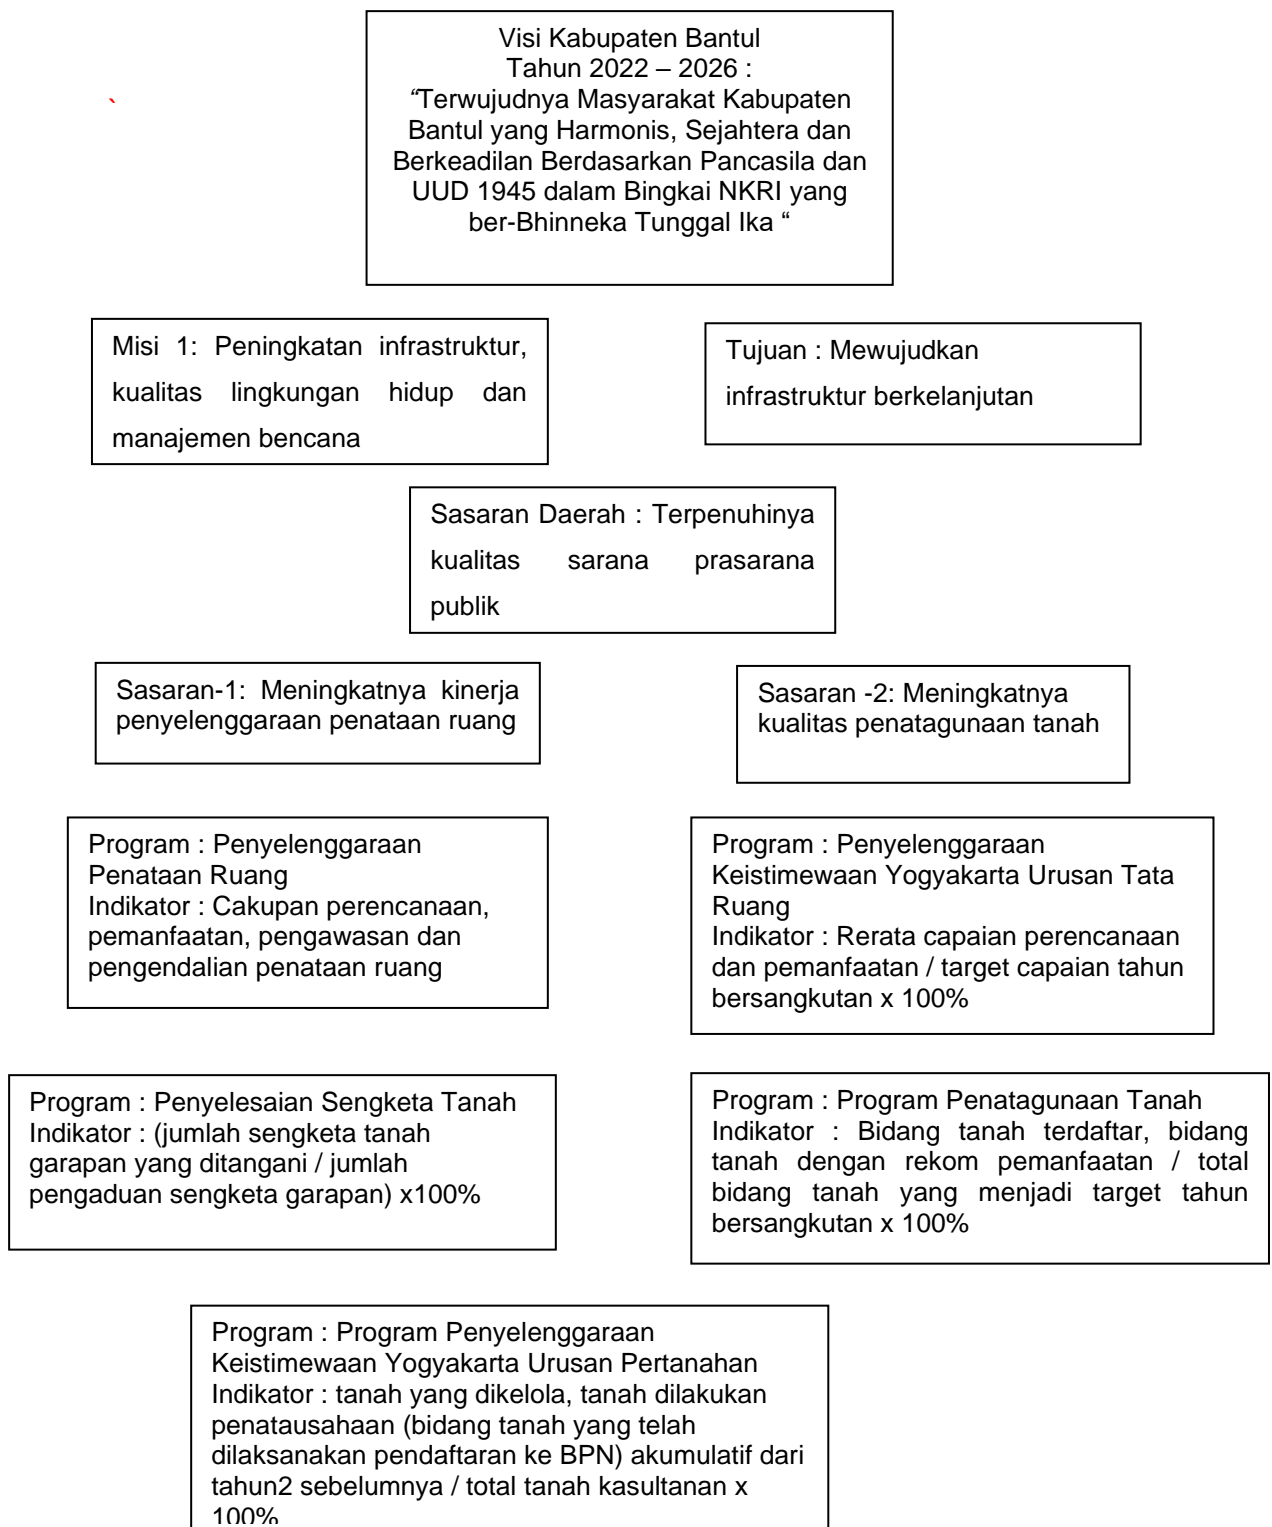 Visi Kabupaten Bantul
Tahun 2022 – 2026 :
“Terwujudnya Masyarakat Kabupaten
Bantul yang Harmonis, Sejahtera dan
Berkeadilan Berdasarkan Pancasila dan
UUD 1945 dalam Bingkai NKRI yang
ber-Bhinneka Tunggal Ika “
`
Misi 1: Peningkatan infrastruktur,
kualitas lingkungan hidup dan
manajemen bencana
Tujuan : Mewujudkan
infrastruktur berkelanjutan
Sasaran Daerah : Terpenuhinya
kualitas sarana prasarana
publik
Sasaran-1: Meningkatnya kinerja
penyelenggaraan penataan ruang
Sasaran -2: Meningkatnya
kualitas penatagunaan tanah
Program : Penyelenggaraan
Penataan Ruang
Indikator : Cakupan perencanaan,
pemanfaatan, pengawasan dan
pengendalian penataan ruang
Program : Penyelenggaraan
Keistimewaan Yogyakarta Urusan Tata
Ruang
Indikator : Rerata capaian perencanaan
dan pemanfaatan / target capaian tahun
bersangkutan x 100%
Program : Penyelesaian Sengketa Tanah
Indikator : (jumlah sengketa tanah
garapan yang ditangani / jumlah
pengaduan sengketa garapan) x100%
Program : Program Penatagunaan Tanah
Indikator : Bidang tanah terdaftar, bidang
tanah dengan rekom pemanfaatan / total
bidang tanah yang menjadi target tahun
bersangkutan x 100%
Program : Program Penyelenggaraan
Keistimewaan Yogyakarta Urusan Pertanahan
Indikator : tanah yang dikelola, tanah dilakukan
penatausahaan (bidang tanah yang telah
dilaksanakan pendaftaran ke BPN) akumulatif dari
tahun2 sebelumnya / total tanah kasultanan x
100%